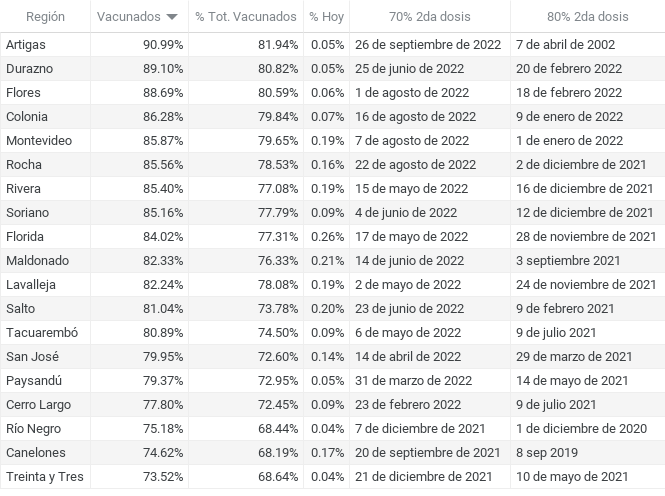 Región Vacunados % Tot. Vacunados % Hoy 70% 2da dosis 80% 2da dosis
Artigas 90.99% 81.94% 0.05% 26 de septiembre de 2022 7 de abril de 2002
Durazno 89.10% 80.82% 0.05% 25 de junio de 2022 20 de febrero 2022
Flores 88.69% 80.59% 0.06% 1 de agosto de 2022 18 de febrero 2022
Colonia 86.28% 79.84% 0.07% 16 de agosto de 2022 9 de enero de 2022
Montevideo 85.87% 79.65% 0.19% 7 de agosto de 2022 1 de enero de 2022
Rocha 85.56% 78.53% 0.16% 22 de agosto de 2022 2 de diciembre de 2021
Rivera 85.40% 77.08% 0.19% 15 de mayo de 2022 16 de diciembre de 2021
Soriano 85.16% 77.79% 0.09% 4 de junio de 2022 12 de diciembre de 2021
Florida 84.02% 77.31% 0.26% 17 de mayo de 2022 28 de noviembre de 2021
Maldonado 82.33% 76.33% 0.21% 14 de junio de 2022 3 septiembre 2021
Lavalleja 82.24% 78.08% 0.19% 2 de mayo de 2022 24 de noviembre de 2021
Salto 81.04% 73.78% 0.20% 23 de junio de 2022 9 de febrero 2021
Tacuarembó 80.89% 74.50% 0.09% 6 de mayo de 2022 9 de julio 2021
San José 79.95% 72.60% 0.14% 14 de abril de 2022 29 de marzo de 2021
Paysandú 79.37% 72.95% 0.05% 31 de marzo de 2022 14 de mayo de 2021
Cerro Largo 77.80% 72.45% 0.09% 23 de febrero 2022 9 de julio 2021
Río Negro 75.18% 68.44% 0.04% 7 de diciembre de 2021 1 de diciembre de 2020
Canelones 74.62% 68.19% 0.17% 20 de septiembre de 2021 8 sep 2019
Treinta y Tres 73.52% 68.64% 0.04% 21 de diciembre de 2021 10 de mayo de 2021